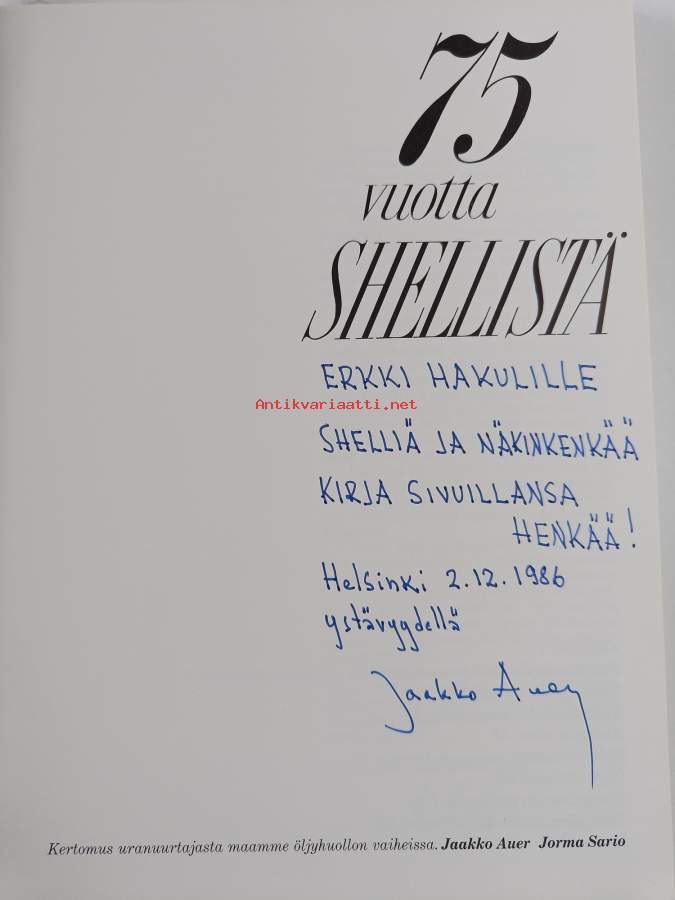 75
vuotta
SHELLISTÄ
ERKKI HAKULILLE
Antikvariaatti.net
SHELLIÄ JA NÄKINKENKÄÄ
KIRJA SIVUILLANSA
HENKÄÄ!
Helsinki 2.12.1986
ystävyydellä
Jaakko Auer
Kertomus uranuurtajasta maamme öljyhuollon vaiheissa. Jaakko Auer Jorma Sario